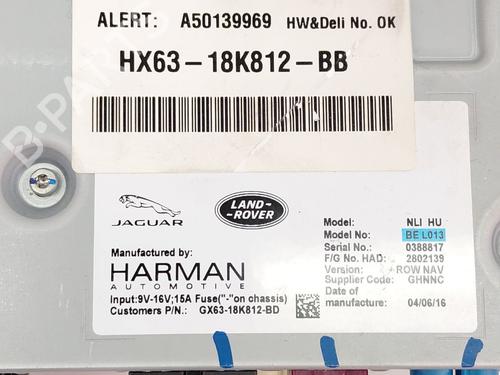 ALERT: A50139969 HW&Deli No. OK
HX63-18K812-BB
B-PARTS
JAGUAR
LAND-
ROVER
Manufactured by:
HARMAN
AUTOMOTIVE
Input:9V-16V;15A Fuse("-"on chassis)
Customers P/N.: GX63-18K812-BD
Model: NLI HU
Model No: BE L013
Serial No.: 0388817
F/G No. HAD: 2802139
Version: ROW NAV
Supplier Code: GHNNC
Date of
manufacture: 04/06/16